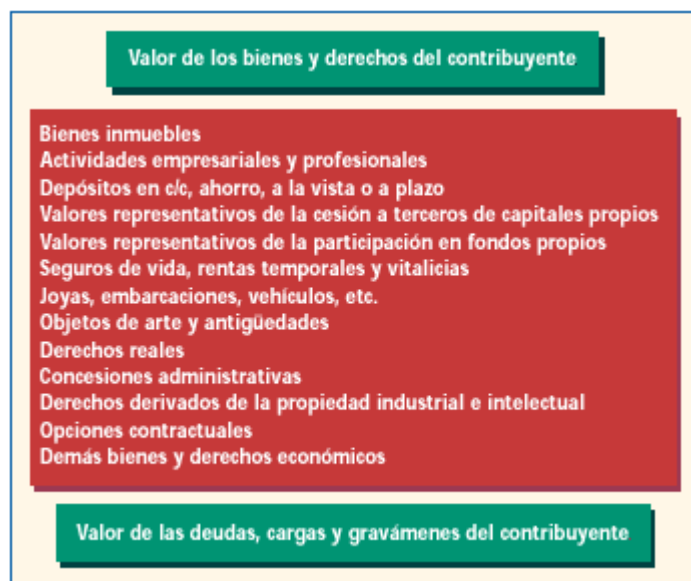 Valor de los bienes y derechos del contribuyente
Bienes inmuebles
Actividades empresariales y profesionales
Depósitos en c/c, ahorro, a la vista o a plazo
Valores representativos de la cesión a terceros de capitales propios
Valores representativos de la participación en fondos propios
Seguros de vida, rentas temporales y vitalicias
Joyas, embarcaciones, vehículos, etc.
Objetos de arte y antigüedades
Derechos reales
Concesiones administrativas
Derechos derivados de la propiedad industrial e intelectual
Opciones contractuales
Demás bienes y derechos económicos
Valor de las deudas, cargas y gravámenes del contribuyente